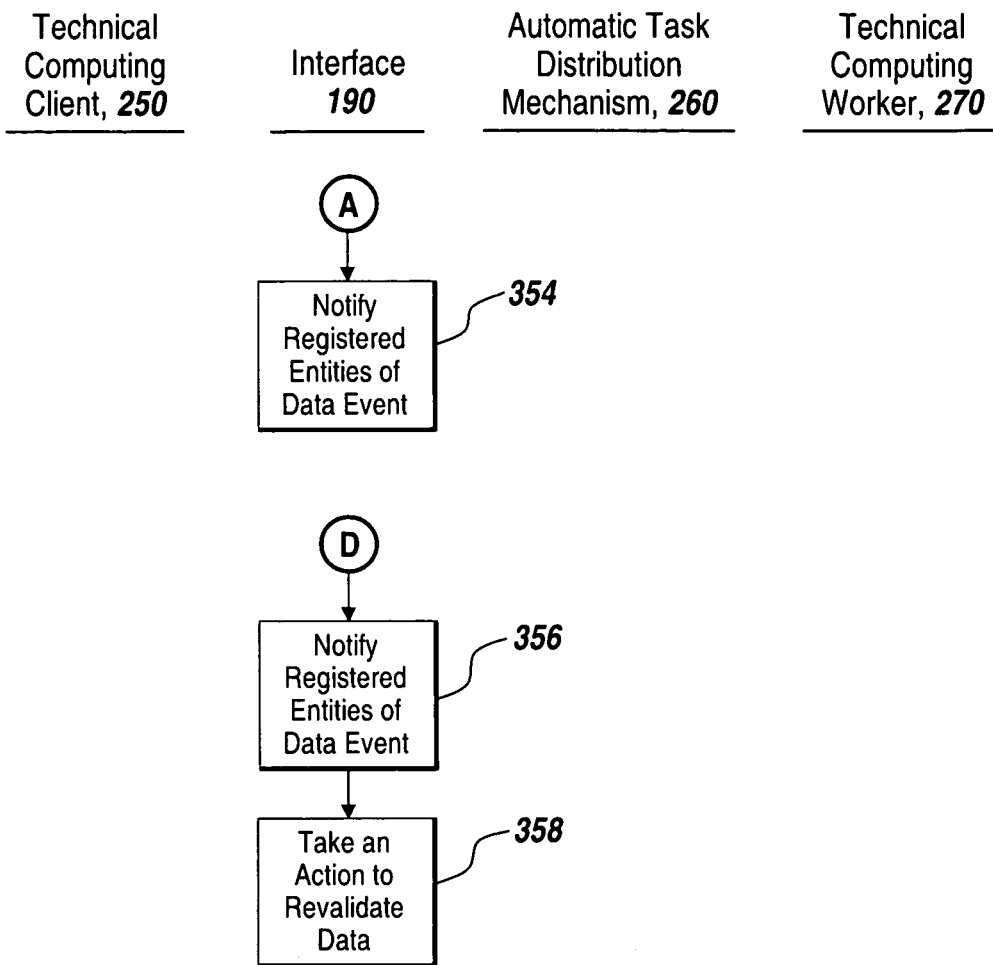 Technical
Computing
Client, 250
Interface
190
Automatic Task
Distribution
Mechanism, 260
Technical
Computing
Worker, 270
A
Notify
Registered
Entities of
Data Event
354
D
Notify
Registered
Entities of
Data Event
356
Take an
Action to
Revalidate
Data
358